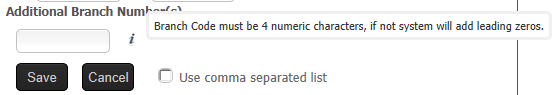 Additional Branch Number(s)
Branch Code must be 4 numeric characters, if not system will add leading zeros.
i
Save Cancel Use comma separated list